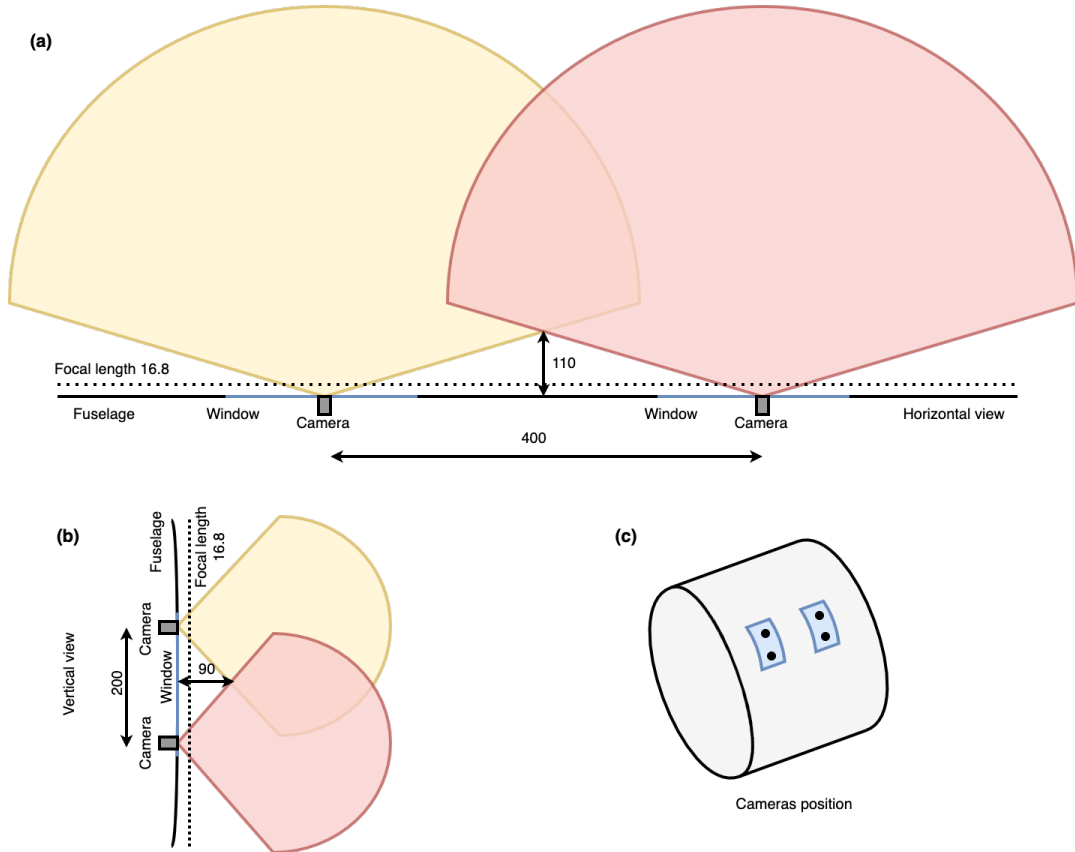 (a)
110
Focal length 16.8
Fuselage
Window
Camera
Window
Camera
Horizontal view
400
(b)
Fuselage
Focal length
16.8
Camera
Vertical view
200
Window
90
Camera
(c)
Cameras position